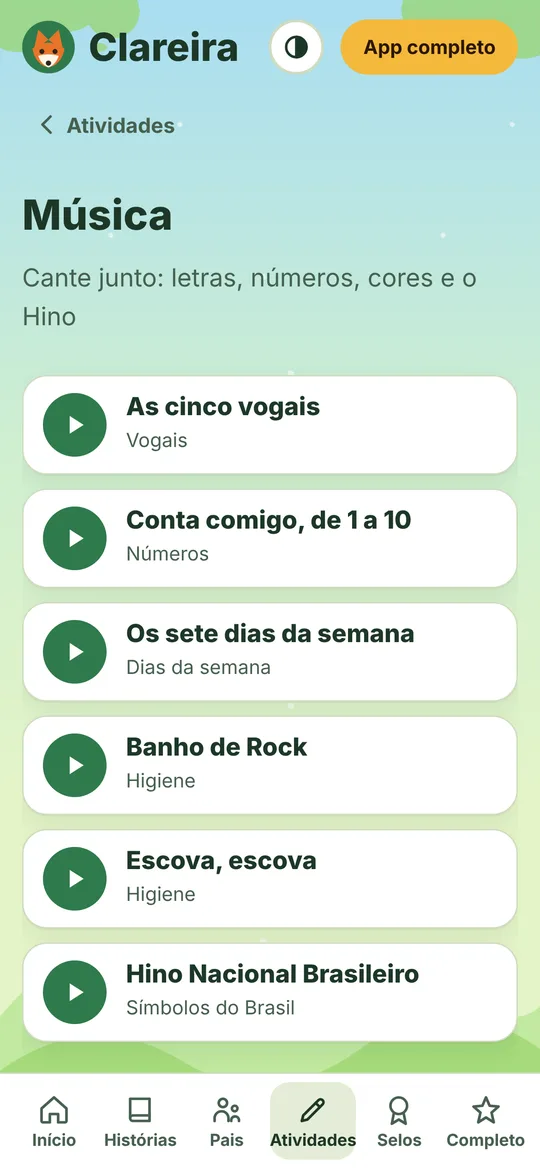 Clareira
App completo
Atividades
Música
Cante junto: letras, números, cores e o
Hino
As cinco vogais
Vogais
Conta comigo, de 1 a 10
Números
Os sete dias da semana
Dias da semana
Banho de Rock
Higiene
Escova, escova
Higiene
Hino Nacional Brasileiro
Símbolos do Brasil
Início
Histórias
Pais
Atividades
Selos
Completo